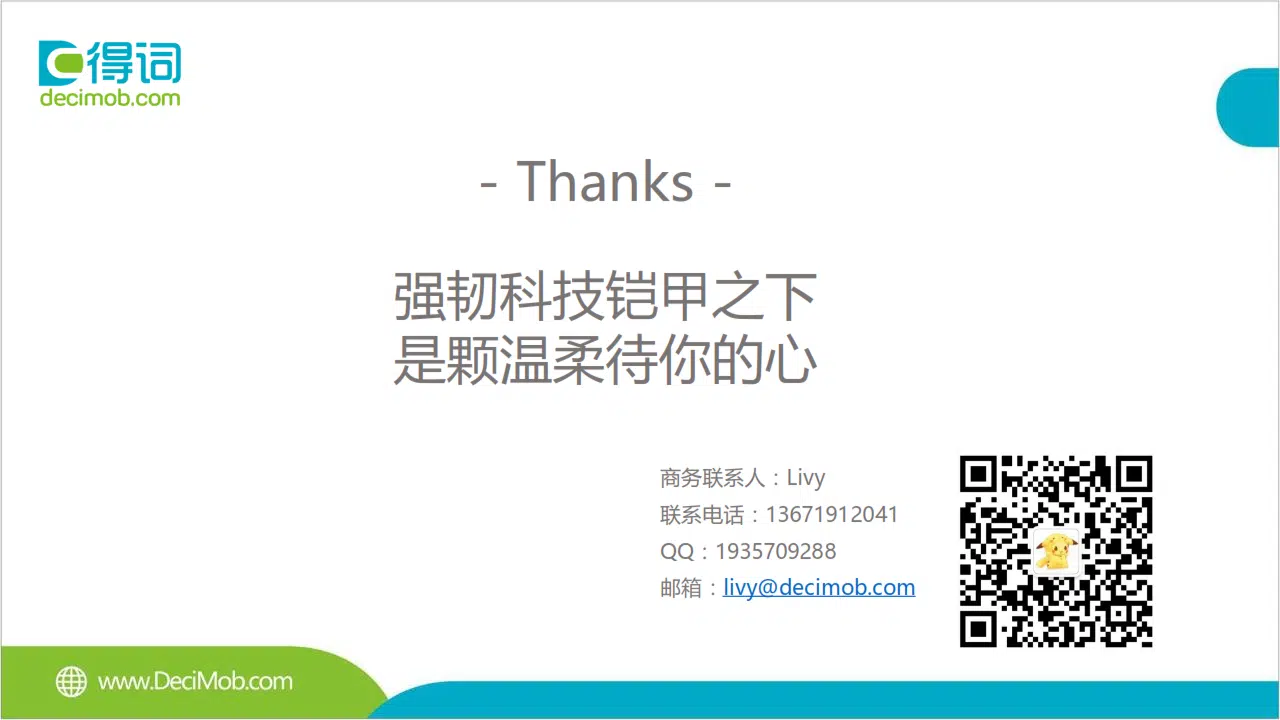 得词
decimob.com
- Thanks -
强韧科技铠甲之下
是颗温柔待你的心
商务联系人：Livy
联系电话：13671912041
QQ：1935709288
邮箱：livy@decimob.com
www.DeciMob.com